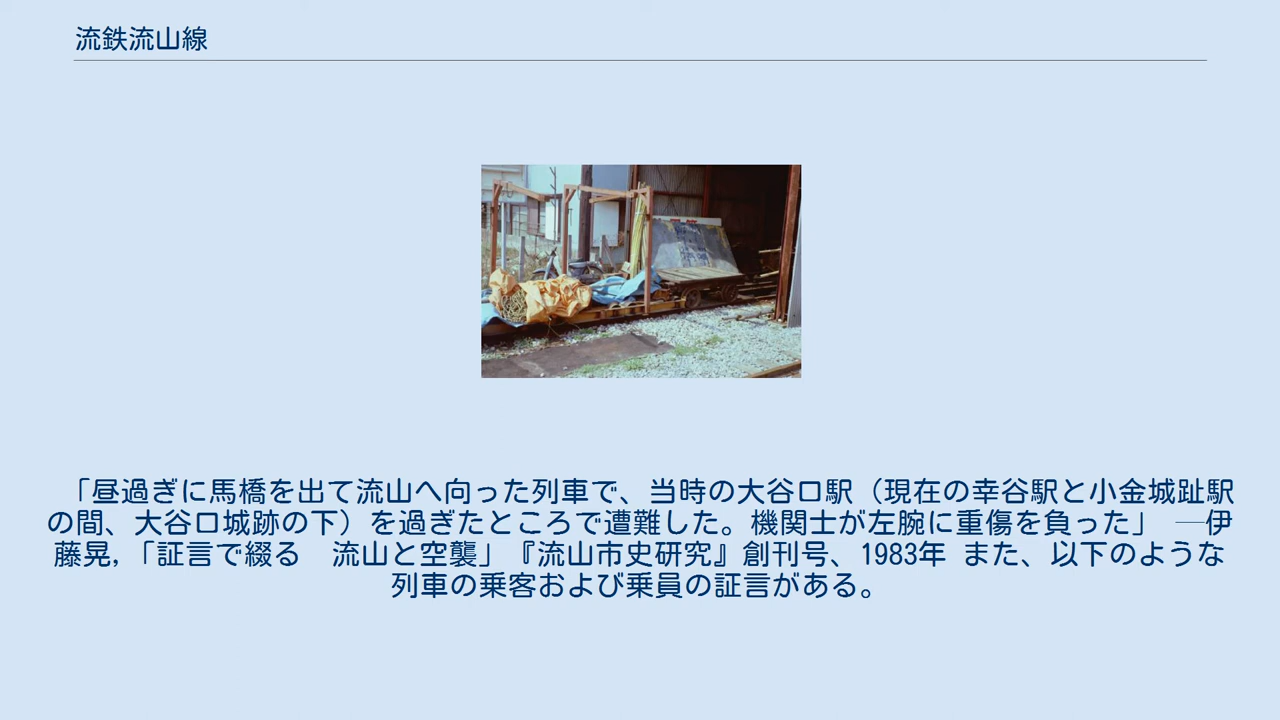 流鉄流山線
「昼過ぎに馬橋を出て流山へ向った列車で、当時の大谷口駅（現在の幸谷駅と小金城趾駅
の間、大谷口城跡の下）を過ぎたところで遭難した。機関士が左腕に重傷を負った」 ─伊
藤晃,「証言で綴る　流山と空襲」『流山市史研究』創刊号、1983年 また、以下のような
列車の乗客および乗員の証言がある。